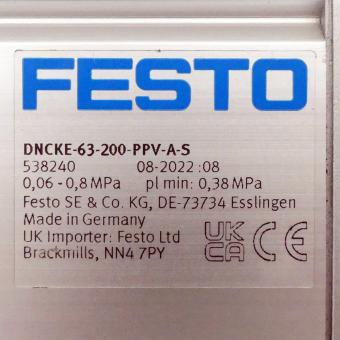 FESTO
DNCKE-63-200-PPV-A-S
538240 08-2022:08
0,06 - 0,8 MPa pl min: 0,38 MPa
Festo SE & Co. KG, DE-73734 Esslingen
Made in Germany
UK Importer: Festo Ltd
Brackmills, NN4 7PY
UK CA CE